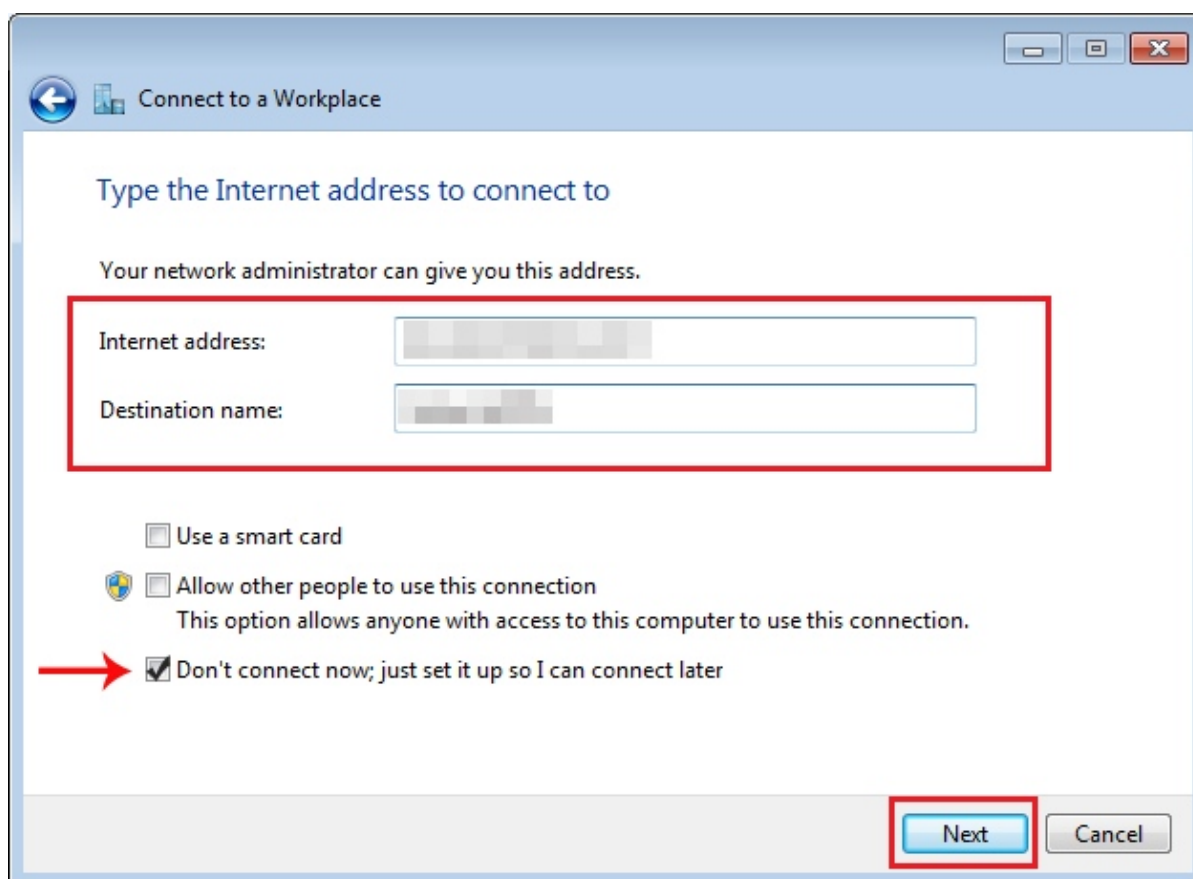 Connect to a Workplace
Type the Internet address to connect to
Your network administrator can give you this address.
Internet address:
Destination name:
Use a smart card
Allow other people to use this connection
This option allows anyone with access to this computer to use this connection.
Don't connect now; just set it up so I can connect later
Next Cancel